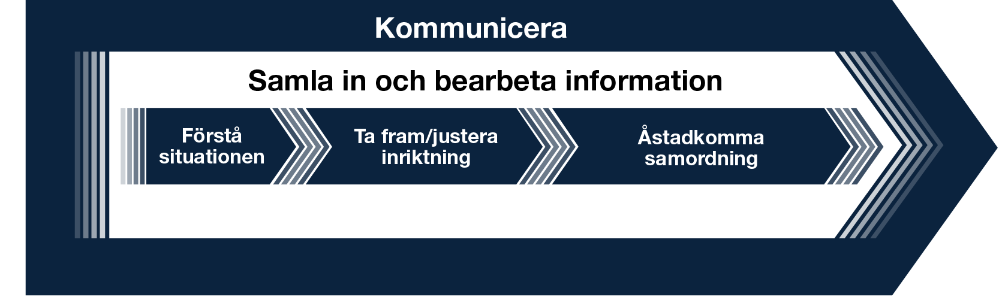 Kommunicera
Samla in och bearbeta information
Förstå
situationen
Ta fram/justera
inriktning
Åstadkomma
samordning